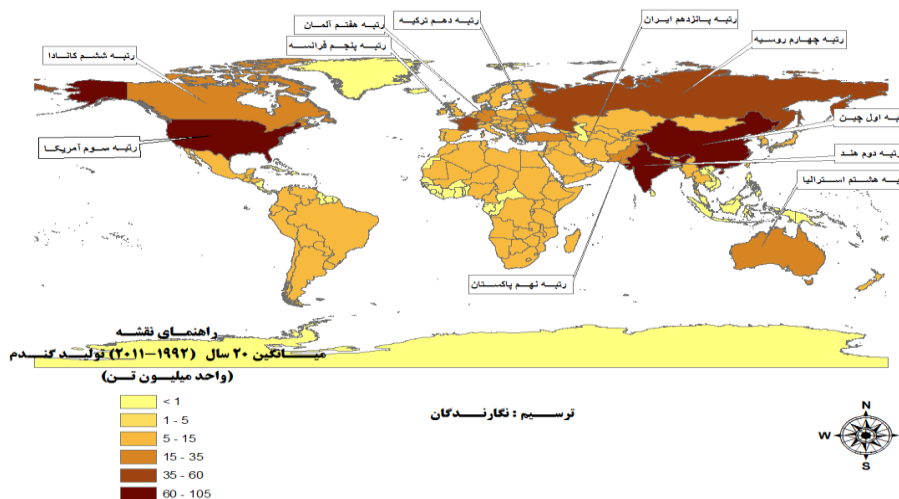 رتبه هفتم آلمان
رتبه دهم ترکیه
رتبه پانزدهم ایران
رتبه پنجم فرانسه
رتبه چهارم روسیه
رتبه ششم کانادا
به اول چین
رتبه سوم آمریکا
رتبه دوم هند
به هشتم استرالیا
رتبه نهم پاکستان
راهنمای نقشه
میانگین ۲۰ سال (۱۹۹۲-۲۰۱۱) تولید گندم
(واحد میلیون تن)
< 1
1 - 5
5 - 15
15 - 35
35 - 60
60 - 105
ترسیم : نگارندگان
N
W
E
S